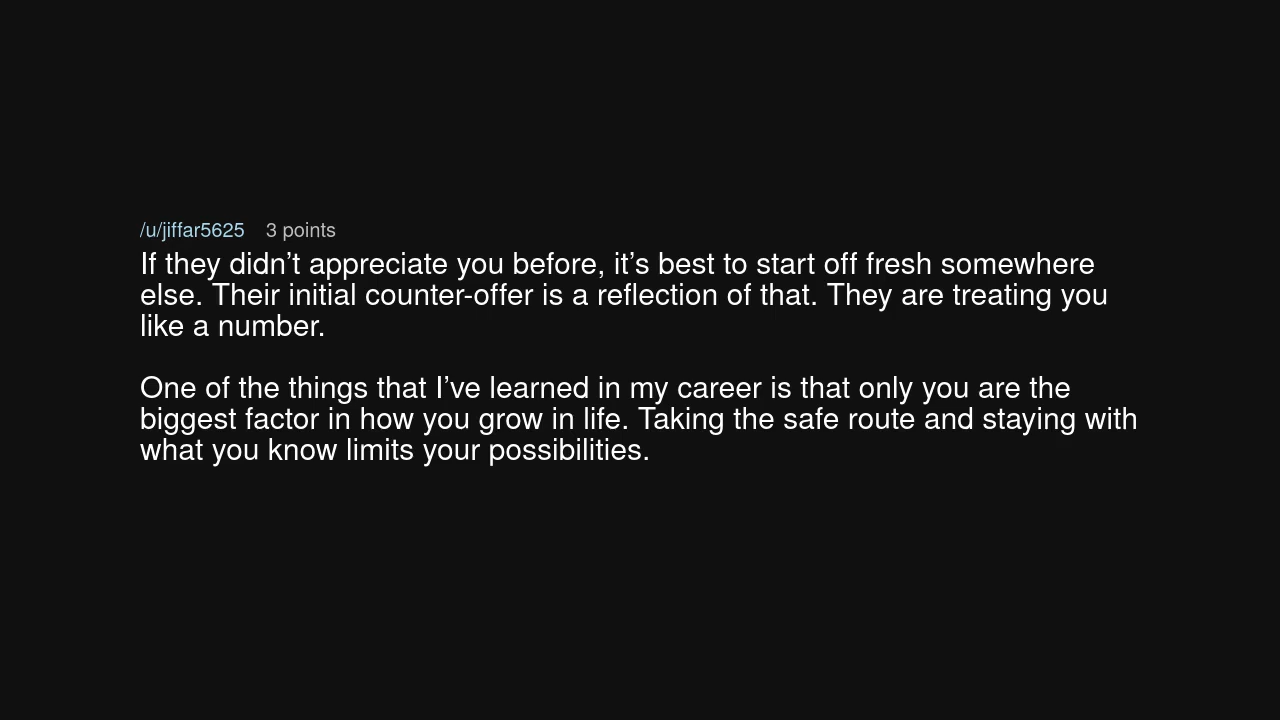 /u/jiffar5625 3 points
If they didn’t appreciate you before, it’s best to start off fresh somewhere
else. Their initial counter-offer is a reflection of that. They are treating you
like a number.
One of the things that I’ve learned in my career is that only you are the
biggest factor in how you grow in life. Taking the safe route and staying with
what you know limits your possibilities.